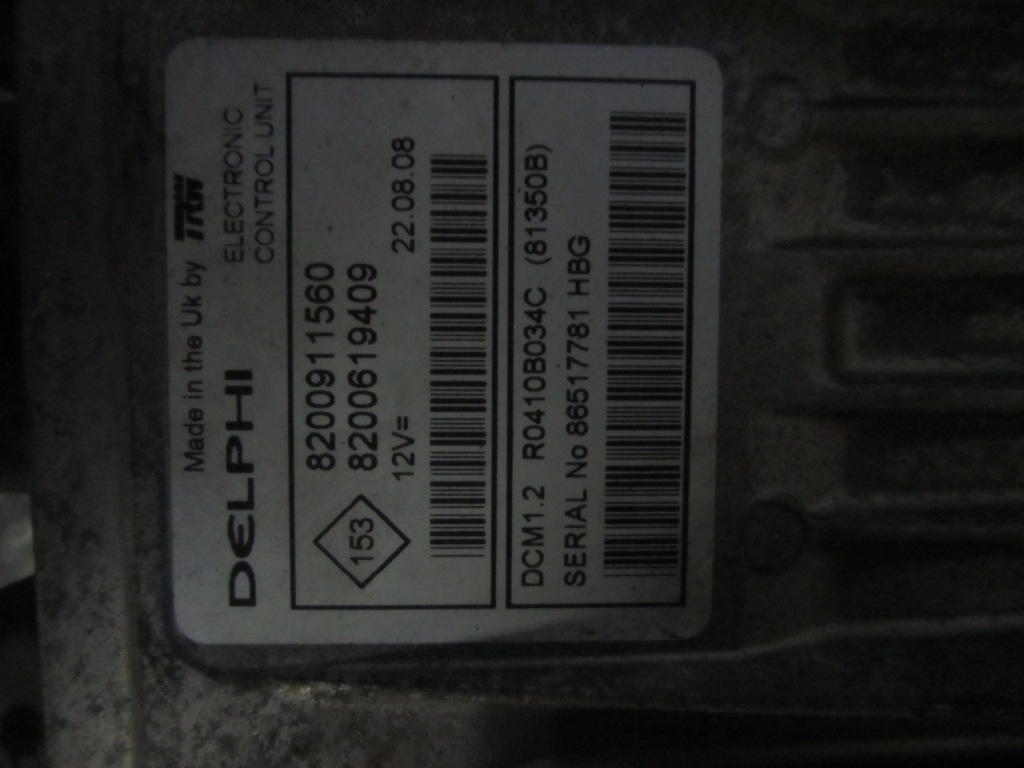 Made in the Uk by TRW
DELPHI
ELECTRONIC
CONTROL UNIT
153
8200911560
8200619409
12V=
22.08.08
DCM1.2 R0410B034C (81350B)
SERIAL No 86517781 HBG